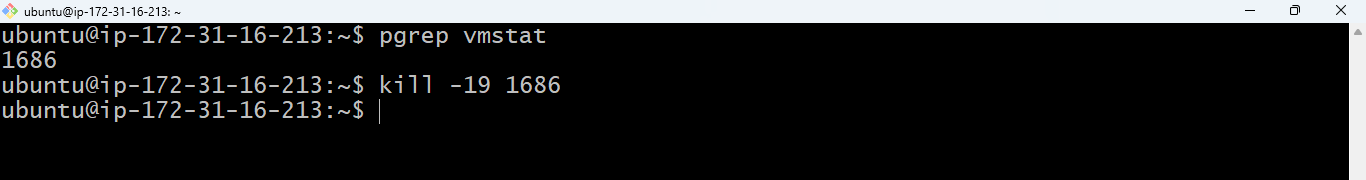 ubuntu@ip-172-31-16-213: ~
ubuntu@ip-172-31-16-213:~$ pgrep vmstat
1686
ubuntu@ip-172-31-16-213:~$ kill -19 1686
ubuntu@ip-172-31-16-213:~$